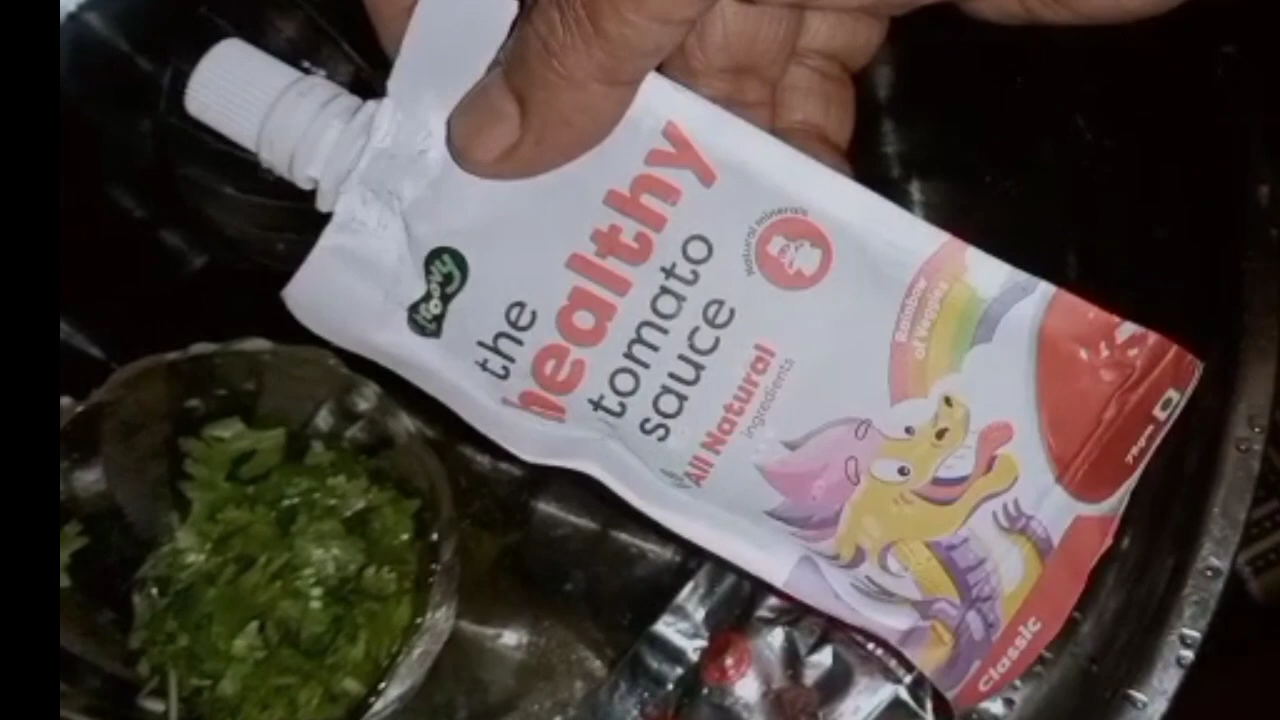 the
healthy
tomato
sauce
All Natural
ingredients
Natural minerals
Rainbow
of Veggies
Classic